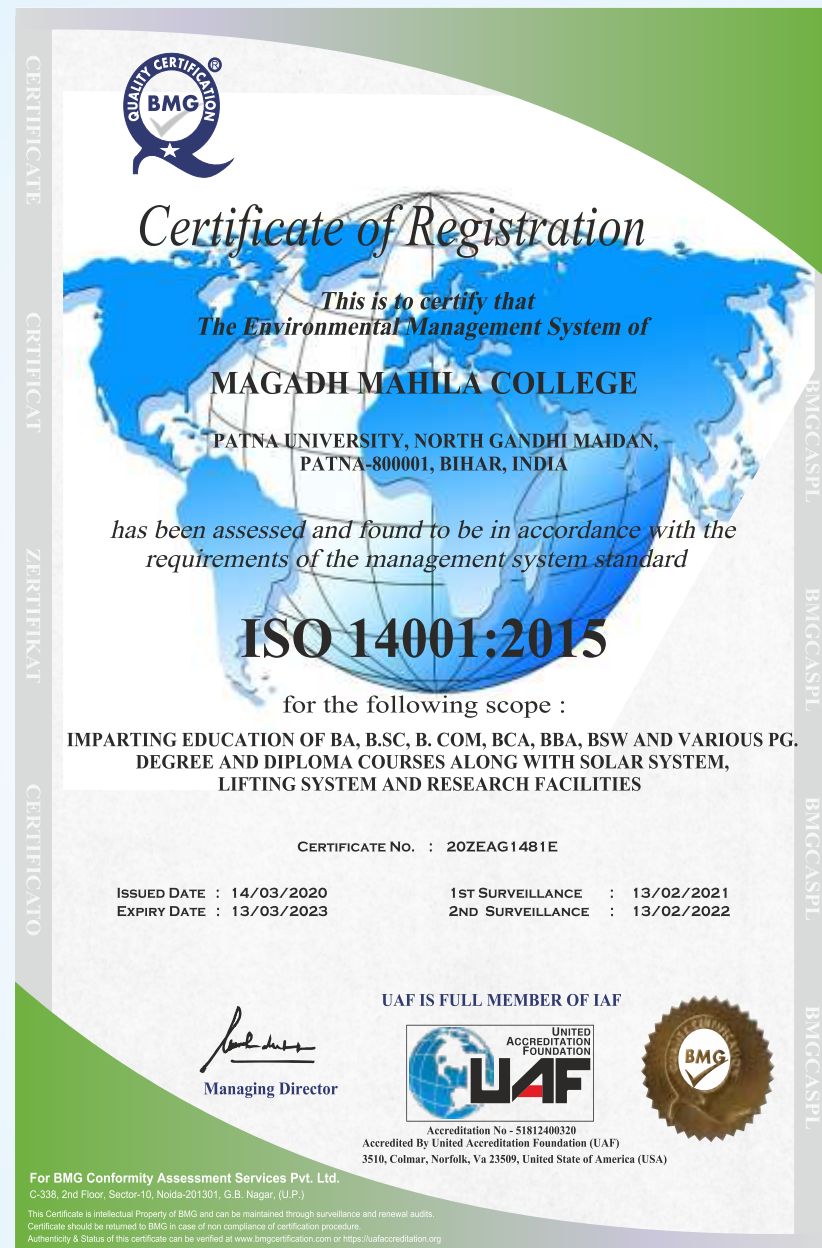 QUALITY CERTIFICATION ®
BMG
Certificate of Registration
This is to certify that
The Environmental Management System of
MAGADH MAHILA COLLEGE
PATNA UNIVERSITY, NORTH GANDHI MAIDAN,
PATNA-800001, BIHAR, INDIA
has been assessed and found to be in accordance with the
requirements of the management system standard
ISO 14001:2015
for the following scope :
IMPARTING EDUCATION OF BA, B.SC, B. COM, BCA, BBA, BSW AND VARIOUS PG.
DEGREE AND DIPLOMA COURSES ALONG WITH SOLAR SYSTEM,
LIFTING SYSTEM AND RESEARCH FACILITIES
CERTIFICATE NO. : 20ZEAG1481E
ISSUED DATE : 14/03/2020 1ST SURVEILLANCE : 13/02/2021
EXPIRY DATE : 13/03/2023 2ND SURVEILLANCE : 13/02/2022
UAF IS FULL MEMBER OF IAF
UNITED
ACCREDITATION
FOUNDATION
UAF
BMG
Managing Director
Accreditation No - 51812400320
Accredited By United Accreditation Foundation (UAF)
3510, Colmar, Norfolk, Va 23509, United State of America (USA)
For BMG Conformity Assessment Services Pvt. Ltd.
C-338, 2nd Floor, Sector-10, Noida-201301, G.B. Nagar, (U.P.)
This Certificate is intellectual Property of BMG and can be maintained through surveillance and renewal audits.
Certificate should be returned to BMG in case of non compliance of certification procedure.
Authenticity & Status of this certificate can be verified at www.bmgcertification.com or https://uafaccreditation.org
CERTIFICATE
CRTIFICAT
ZERTIFIKAT
CERTIFICATO
BMGCASPL
BMGCASPL
BMGCASPL
BMGCASPL